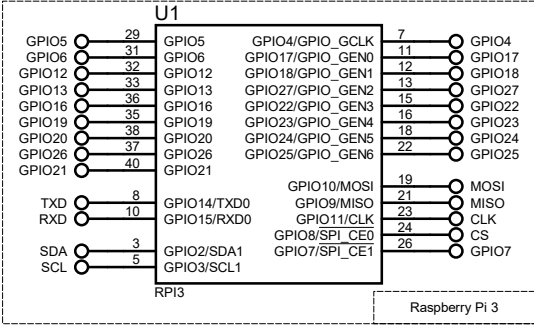 U1
GPIO5 29 GPIO5 GPIO4/GPIO_GCLK 7 GPIO4
GPIO6 31 GPIO6 GPIO17/GPIO_GEN0 11 GPIO17
GPIO12 32 GPIO12 GPIO18/GPIO_GEN1 12 GPIO18
GPIO13 33 GPIO13 GPIO27/GPIO_GEN2 13 GPIO27
GPIO16 36 GPIO16 GPIO22/GPIO_GEN3 15 GPIO22
GPIO19 35 GPIO19 GPIO23/GPIO_GEN4 16 GPIO23
GPIO20 38 GPIO20 GPIO24/GPIO_GEN5 18 GPIO24
GPIO26 37 GPIO26 GPIO25/GPIO_GEN6 22 GPIO25
GPIO21 40 GPIO21
GPIO10/MOSI 19 MOSI
TXD 8 GPIO14/TXD0 GPIO9/MISO 21 MISO
RXD 10 GPIO15/RXD0 GPIO11/CLK 23 CLK
GPIO8/SPI_CE0 24 CS
SDA 3 GPIO2/SDA1 GPIO7/SPI_CE1 26 GPIO7
SCL 5 GPIO3/SCL1
RPI3
Raspberry Pi 3